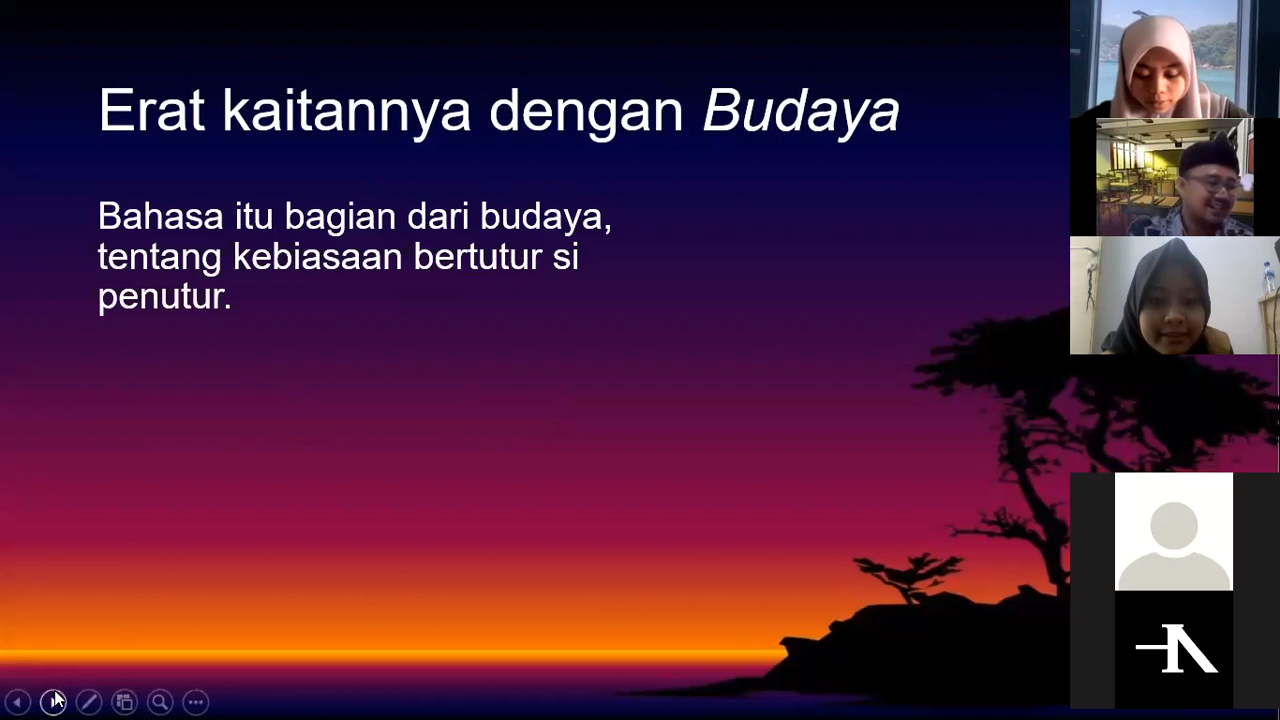 Erat kaitannya dengan Budaya
Bahasa itu bagian dari budaya,
tentang kebiasaan bertutur si
penutur.